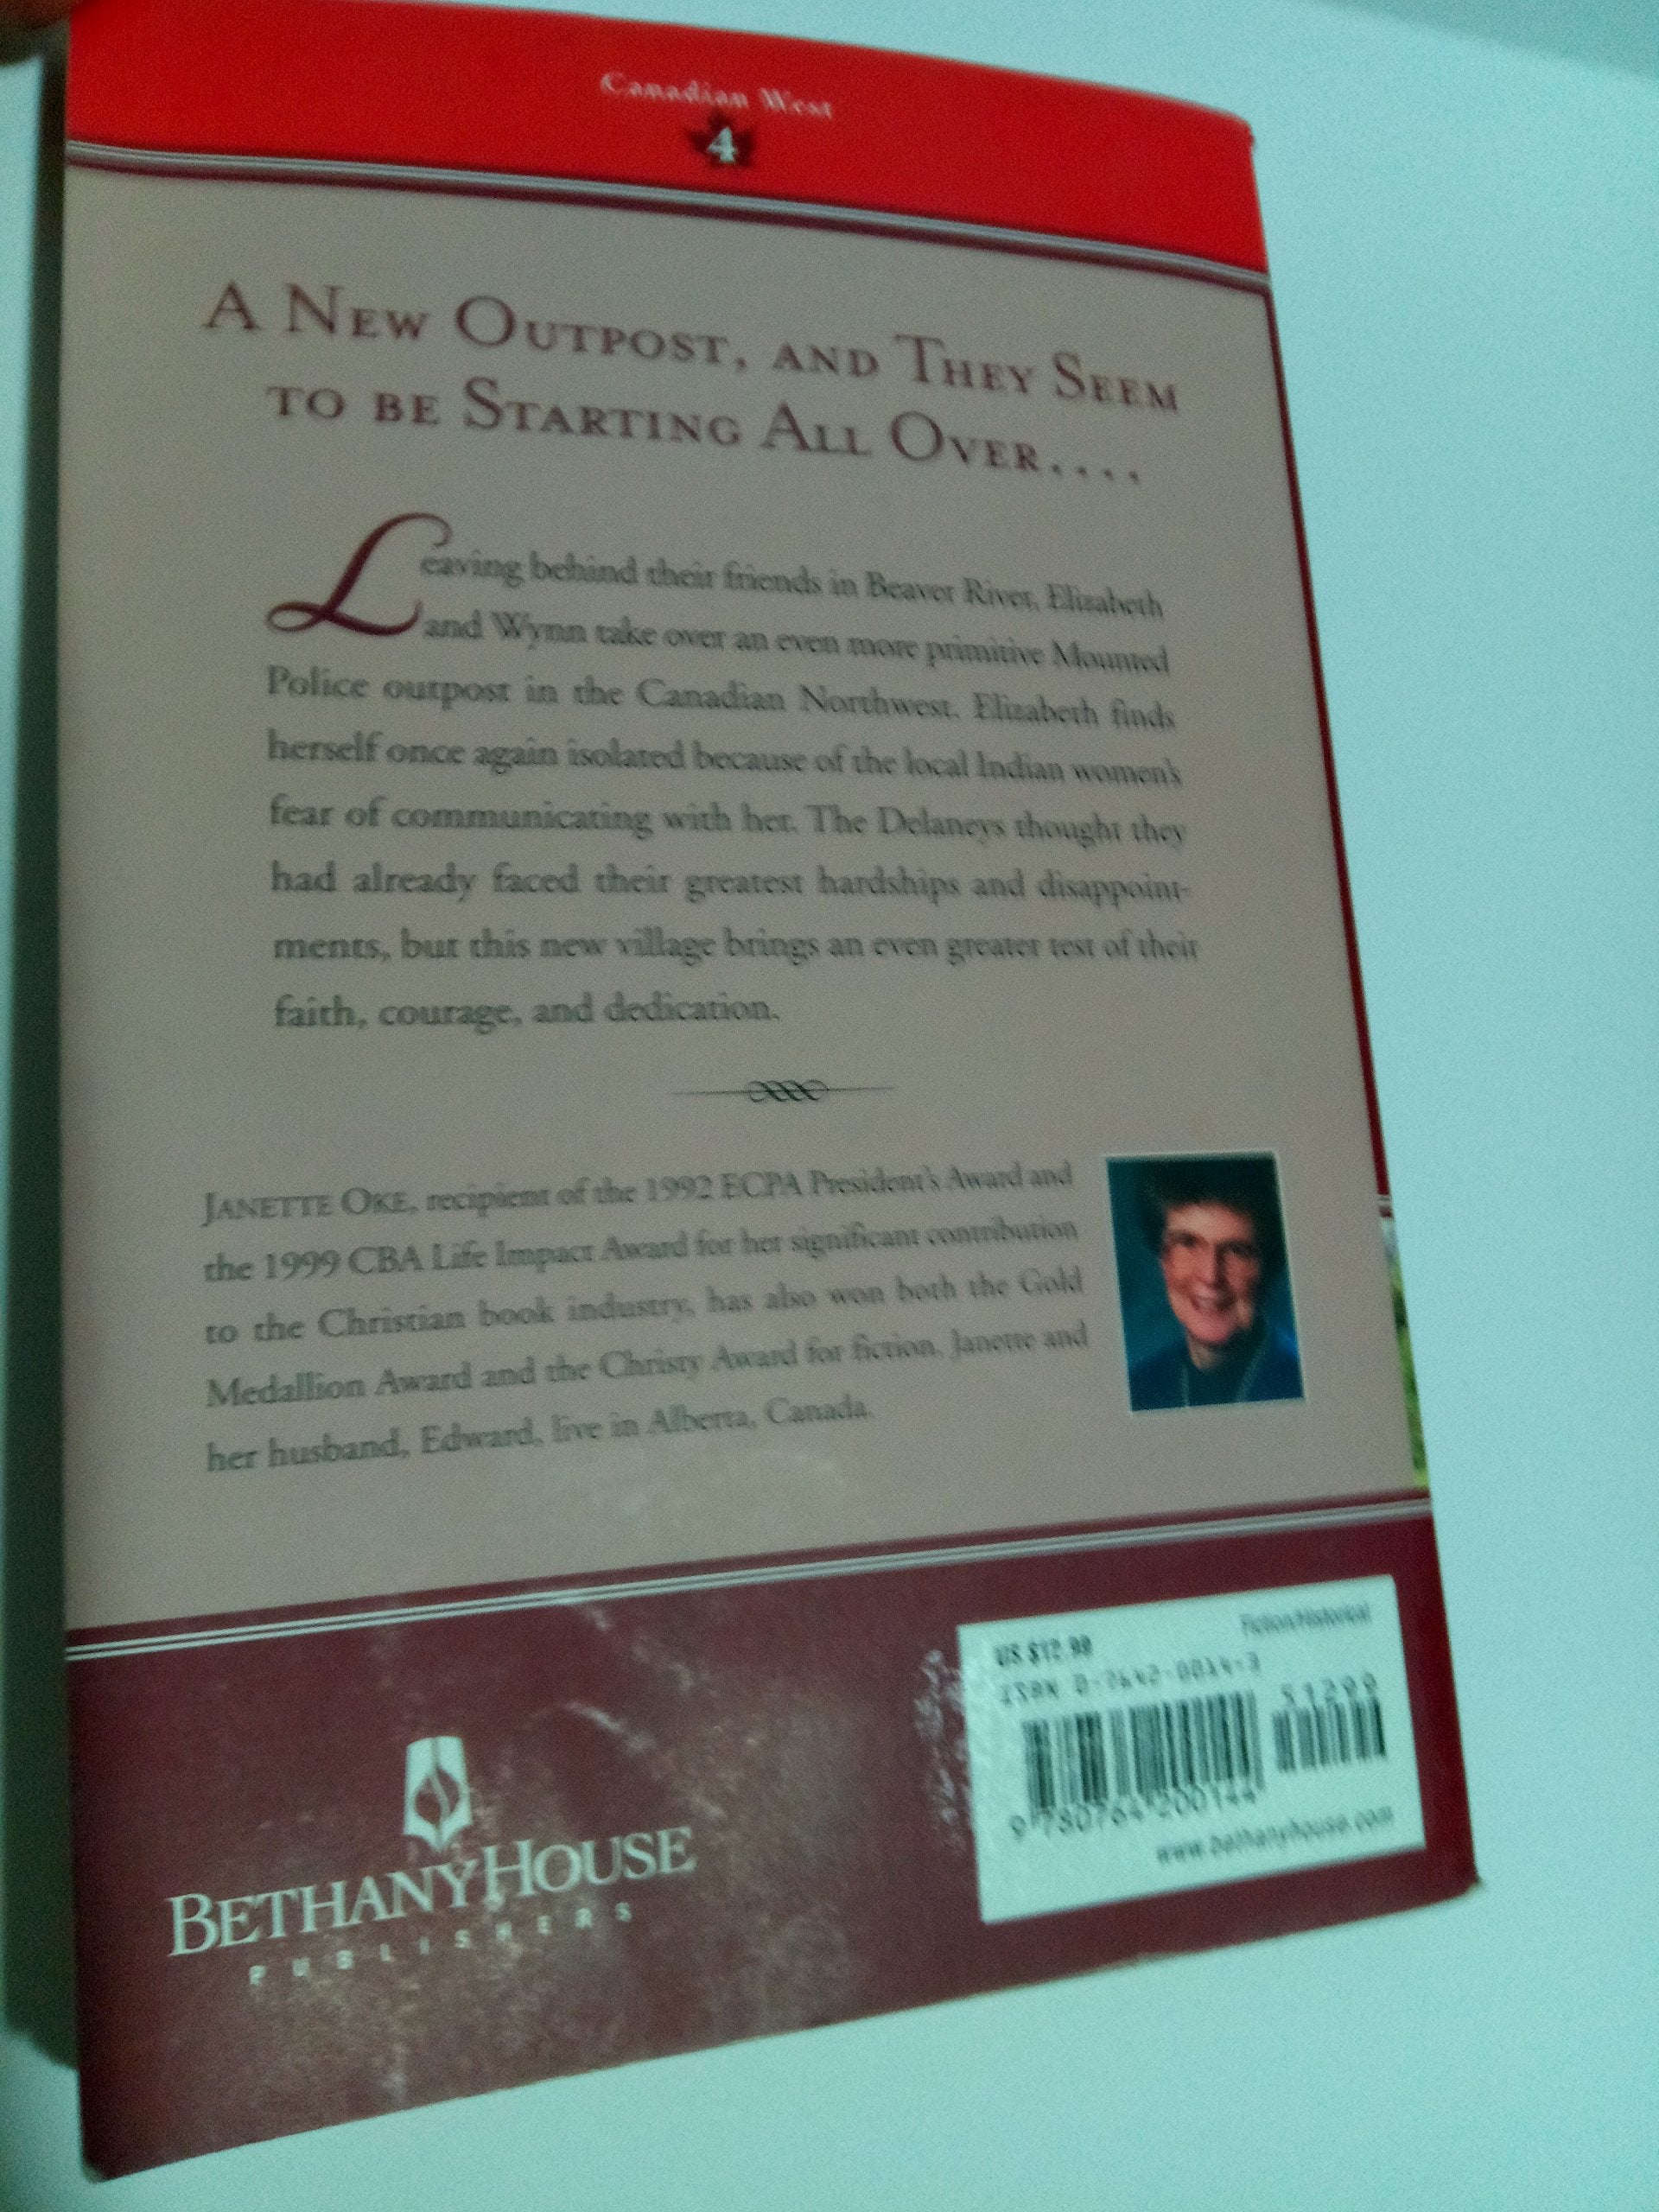 Canadian West
4
A New Outpost, and They Seem
to be Starting All Over....
Leaving behind their friends in Beaver River, Elizabeth
and Wynn take over an even more primitive Mounted
Police outpost in the Canadian Northwest. Elizabeth finds
herself once again isolated because of the local Indian women's
fear of communicating with her. The Delaneys thought they
had already faced their greatest hardships and disappoint-
ments, but this new village brings an even greater test of their
faith, courage, and dedication.
Janette Oke, recipient of the 1992 ECPA President's Award and
the 1999 CBA Life Impact Award for her significant contribution
to the Christian book industry, has also won both the Gold
Medallion Award and the Christy Award for fiction. Janette and
her husband, Edward, live in Alberta, Canada.
Fiction/Historical
US $12.99
ISBN 0-7642-0014-3
51299
9 780764 200144
www.bethanyhouse.com
BETHANYHOUSE
PUBLISHERS